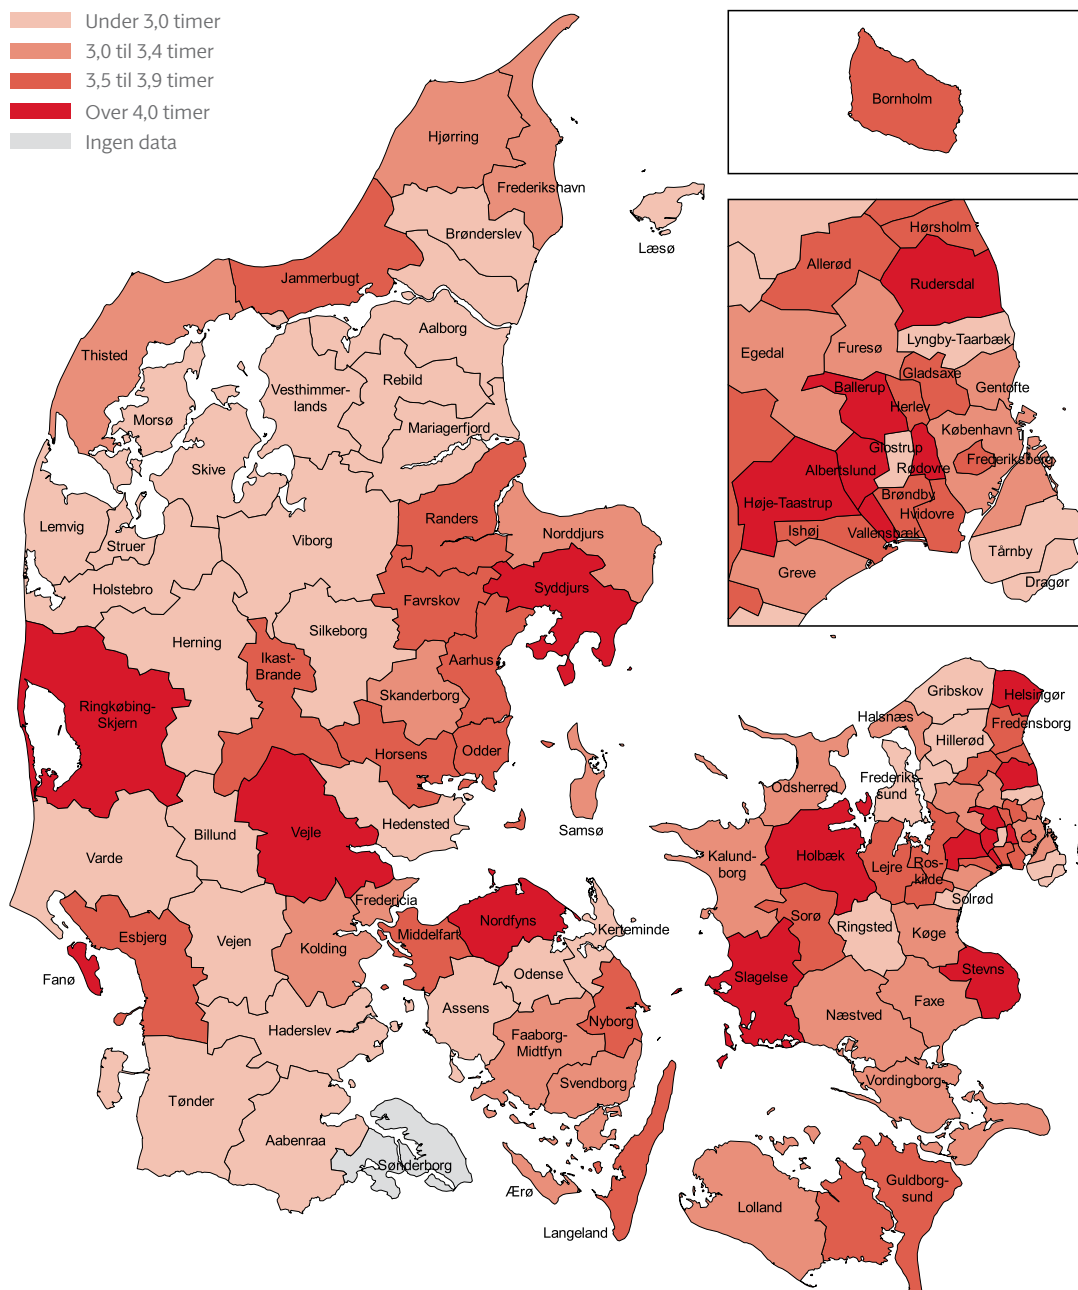 Under 3,0 timer
3,0 til 3,4 timer
3,5 til 3,9 timer
Over 4,0 timer
Ingen data
Bornholm
Hjørring
Frederikshavn
Brønderslev
Læsø
Jammerbugt
Aalborg
Thisted
Rebild
Vesthimmer-
lands
Morsø
Mariagerfjord
Skive
Randers
Lemvig
Struer
Viborg
Norddjurs
Holstebro
Favrskov
Syddjurs
Herning
Silkeborg
Ikast-
Brande
Aarhus
Skanderborg
Ringkøbing-
Skjern
Horsens
Odder
Hedensted
Samsø
Billund
Vejle
Varde
Fredericia
Esbjerg
Vejen
Kolding
Middelfart
Nordfyns
Kerteminde
Fanø
Odense
Assens
Haderslev
Nyborg
Faaborg-
Midtfyn
Svendborg
Tønder
Aabenraa
Sønderborg
Ærø
Langeland
Hørsholm
Allerød
Rudersdal
Lyngby-Taarbæk
Egedal
Furesø
Gladsaxe
Ballerup
Gentofte
Herlev
København
Glostrup
Frederiksberg
Albertslund
Rødovre
Høje-Taastrup
Brøndby
Hvidovre
Ishøj
Vallensbæk
Tårnby
Greve
Dragør
Gribskov
Helsingør
Halsnæs
Fredensborg
Hillerød
Frederiks-
sund
Odsherred
Kalund-
borg
Holbæk
Lejre
Ros-
kilde
Solrød
Sorø
Ringsted
Køge
Slagelse
Stevns
Næstved
Faxe
Vordingborg
Guldborg-
sund
Lolland